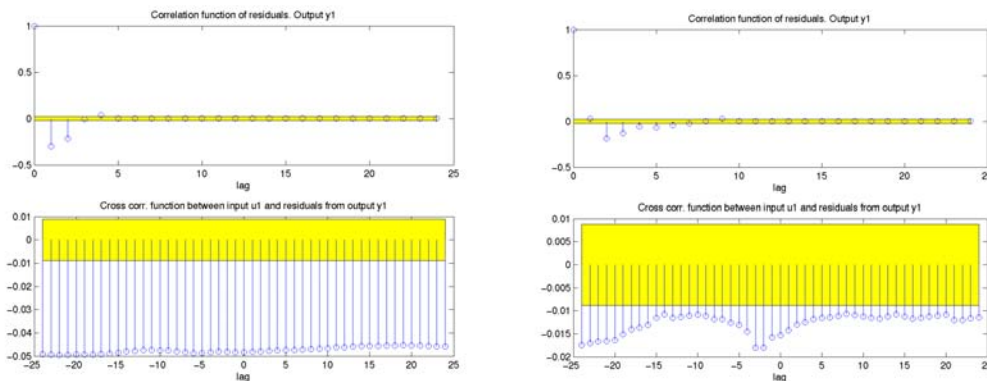 Correlation function of residuals. Output y1
1
0.5
0
−0.5
0 5 10 15 20 25
lag
Cross corr. function between input u1 and residuals from output y1
0.01
0
−0.01
−0.02
−0.03
−0.04
−0.05
−25 −20 −15 −10 −5 0 5 10 15 20 25
lag
Correlation function of residuals. Output y1
1
0.5
0
−0.5
0 5 10 15 20 25
lag
Cross corr. function between input u1 and residuals from output y1
0.01
0.005
0
−0.005
−0.01
−0.015
−0.02
−25 −20 −15 −10 −5 0 5 10 15 20
lag